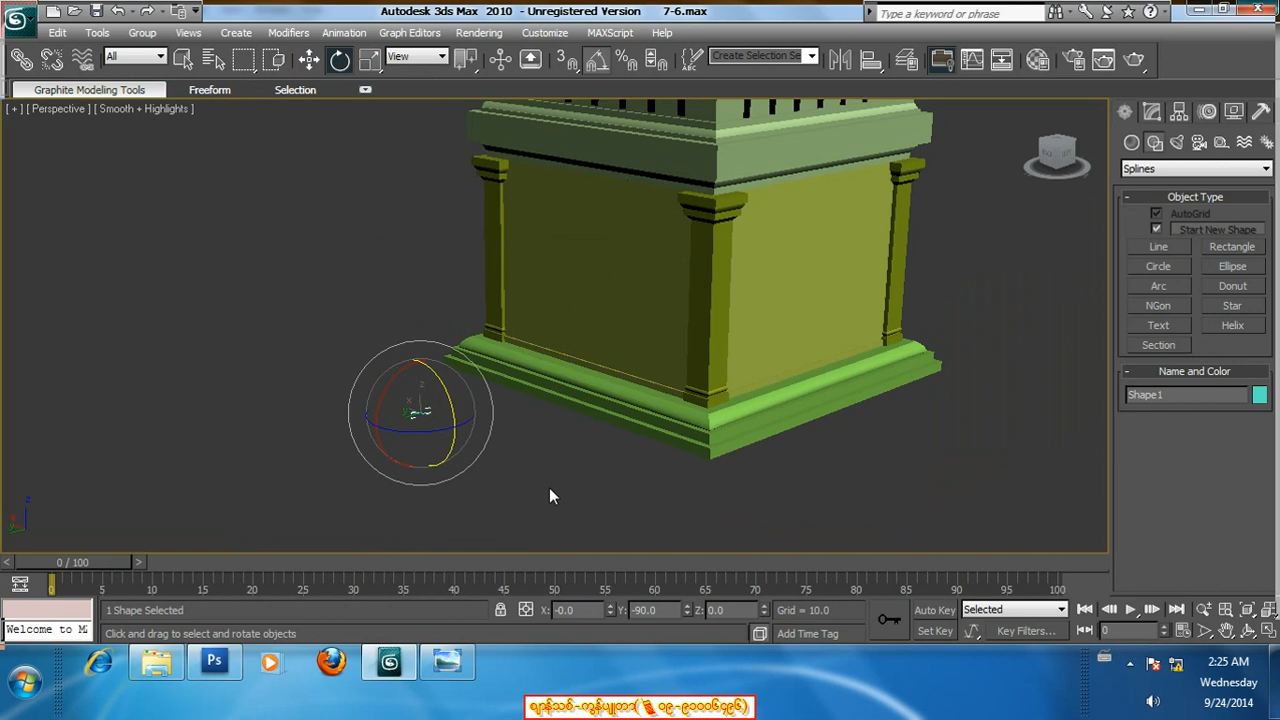 Autodesk 3ds Max 2010 - Unregistered Version 7-6.max
Type a keyword or phrase
Edit Tools Group Views Create Modifiers Animation Graph Editors Rendering Customize MAXScript Help
All View Create Selection Se
Graphite Modeling Tools Freeform Selection
[ + ] [ Perspective ] [ Smooth + Highlights ]
Splines
Object Type
AutoGrid
Start New Shape
Line Rectangle
Circle Ellipse
Arc Donut
NGon Star
Text Helix
Section
Name and Color
Shape1
z
x
y
z
0 / 100
0 5 10 15 20 25 30 35 40 45 50 55 60 65 70 75 80 85 90 95 100
1 Shape Selected X: -0.0 Y: -90.0 Z: 0.0 Grid = 10.0 Auto Key Selected
Welcome to M Click and drag to select and rotate objects Add Time Tag Set Key Key Filters... 0
Ps
2:25 AM
Wednesday
9/24/2014